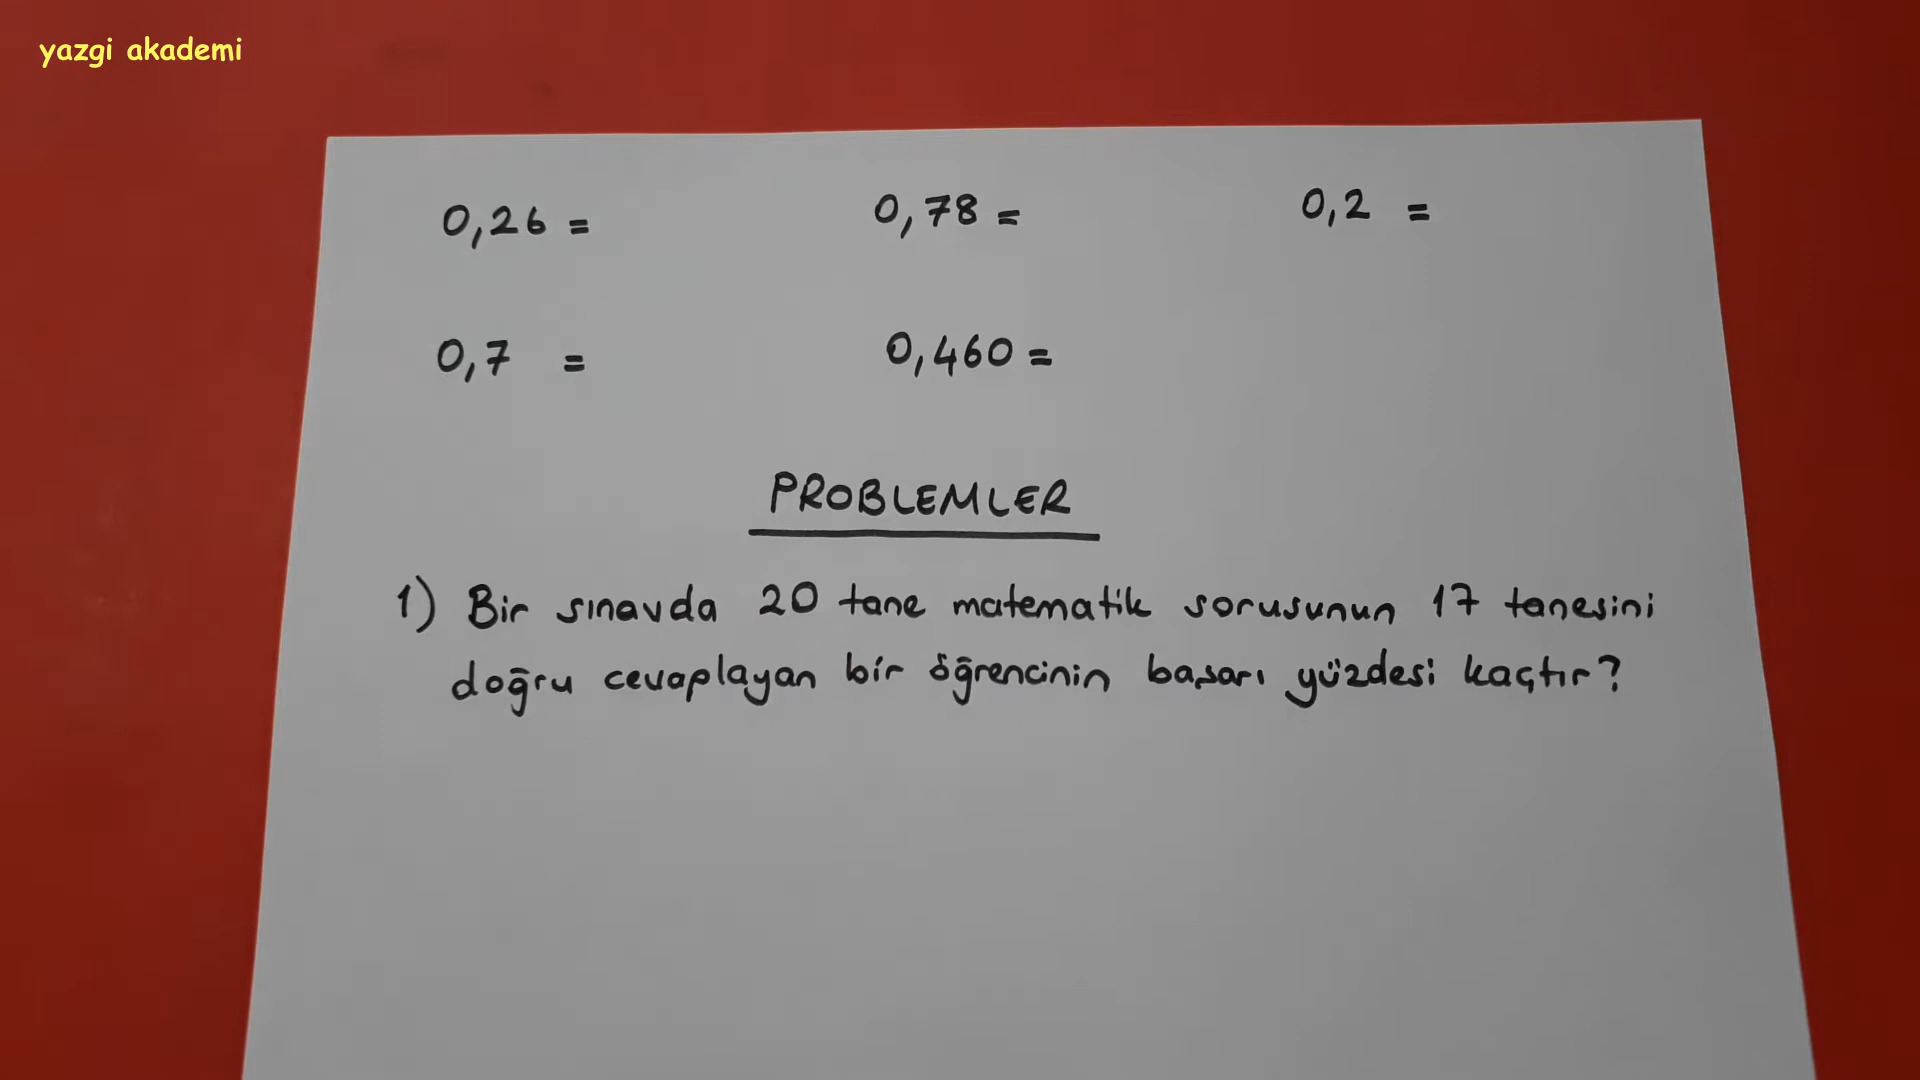 yazgi akademi
0,26 = 0,78 = 0,2 =
0,7 = 0,460 =
PROBLEMLER
1) Bir sınavda 20 tane matematik sorusunun 17 tanesini
doğru cevaplayan bir öğrencinin başarı yüzdesi kaçtır?